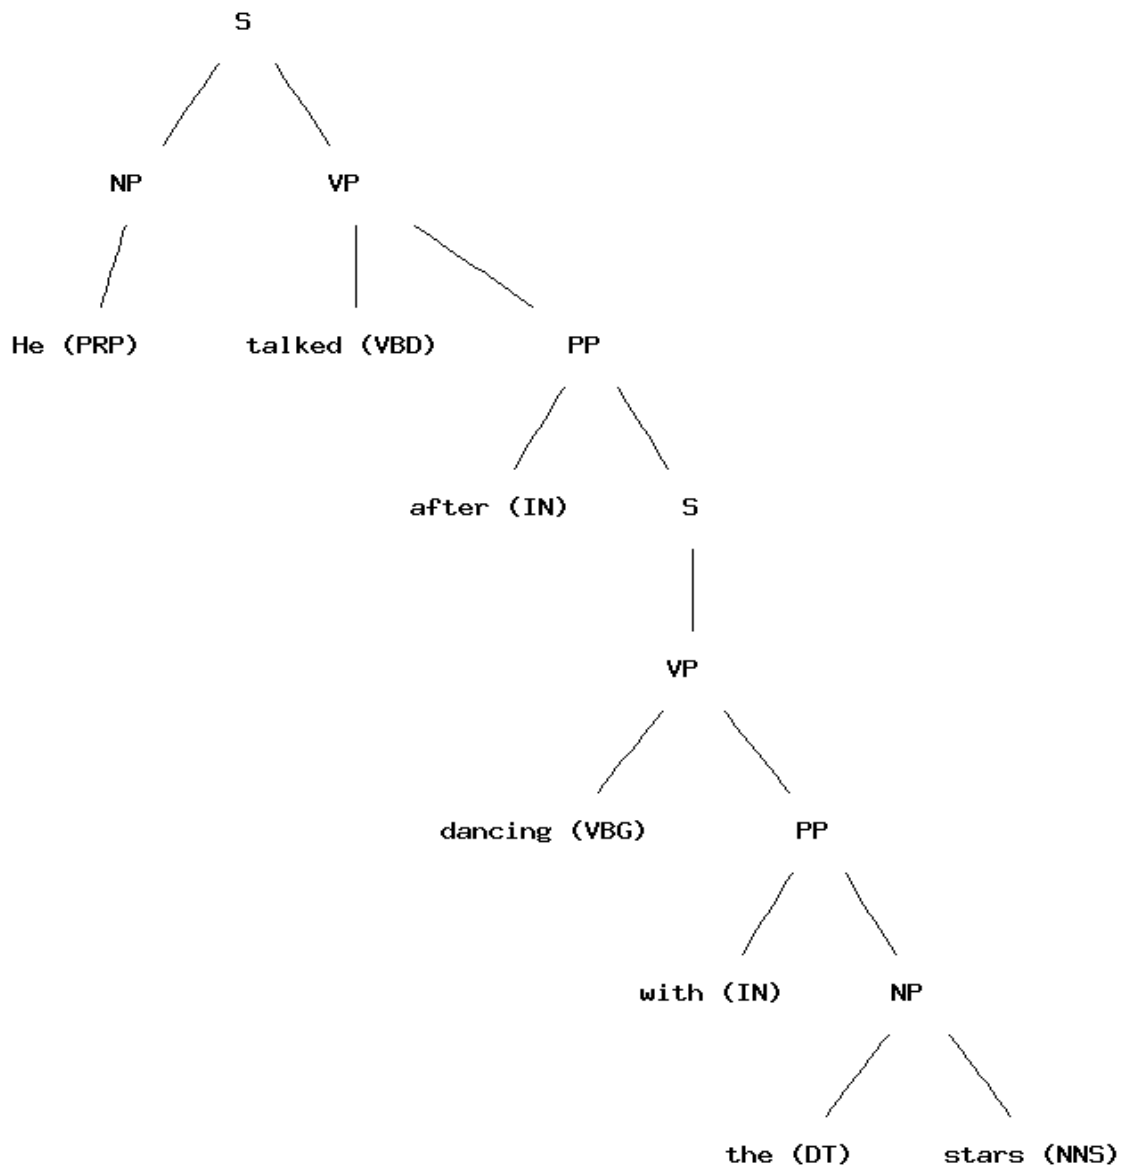 S
NP VP
He (PRP) talked (VBD) PP
after (IN) S
VP
dancing (VBG) PP
with (IN) NP
the (DT) stars (NNS)